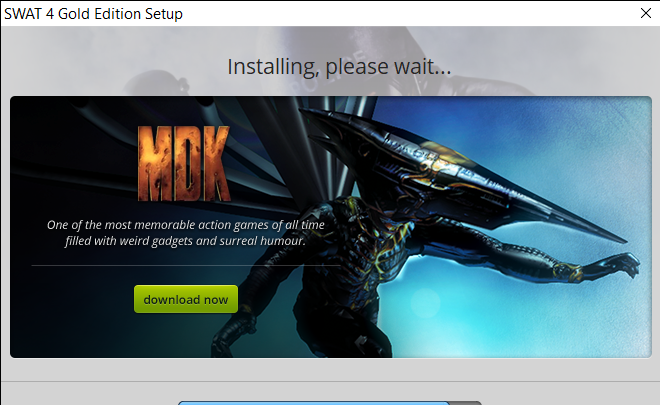 SWAT 4 Gold Edition Setup
Installing, please wait...
MDK
One of the most memorable action games of all time
filled with weird gadgets and surreal humour.
download now